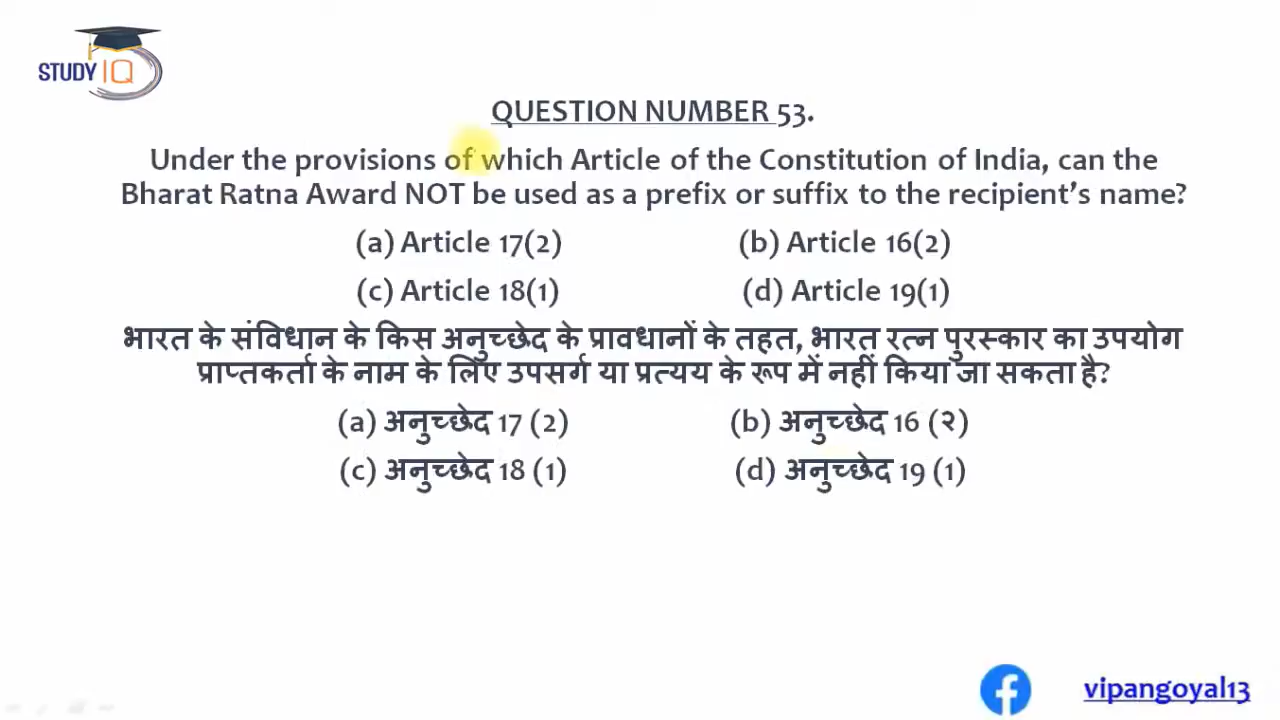 STUDY IQ
QUESTION NUMBER 53.
Under the provisions of which Article of the Constitution of India, can the
Bharat Ratna Award NOT be used as a prefix or suffix to the recipient's name?
(a) Article 17(2) (b) Article 16(2)
(c) Article 18(1) (d) Article 19(1)
भारत के संविधान के किस अनुच्छेद के प्रावधानों के तहत, भारत रत्न पुरस्कार का उपयोग
प्राप्तकर्ता के नाम के लिए उपसर्ग या प्रत्यय के रूप में नहीं किया जा सकता है?
(a) अनुच्छेद 17 (2) (b) अनुच्छेद 16 (२)
(c) अनुच्छेद 18 (1) (d) अनुच्छेद 19 (1)
vipangoyal13